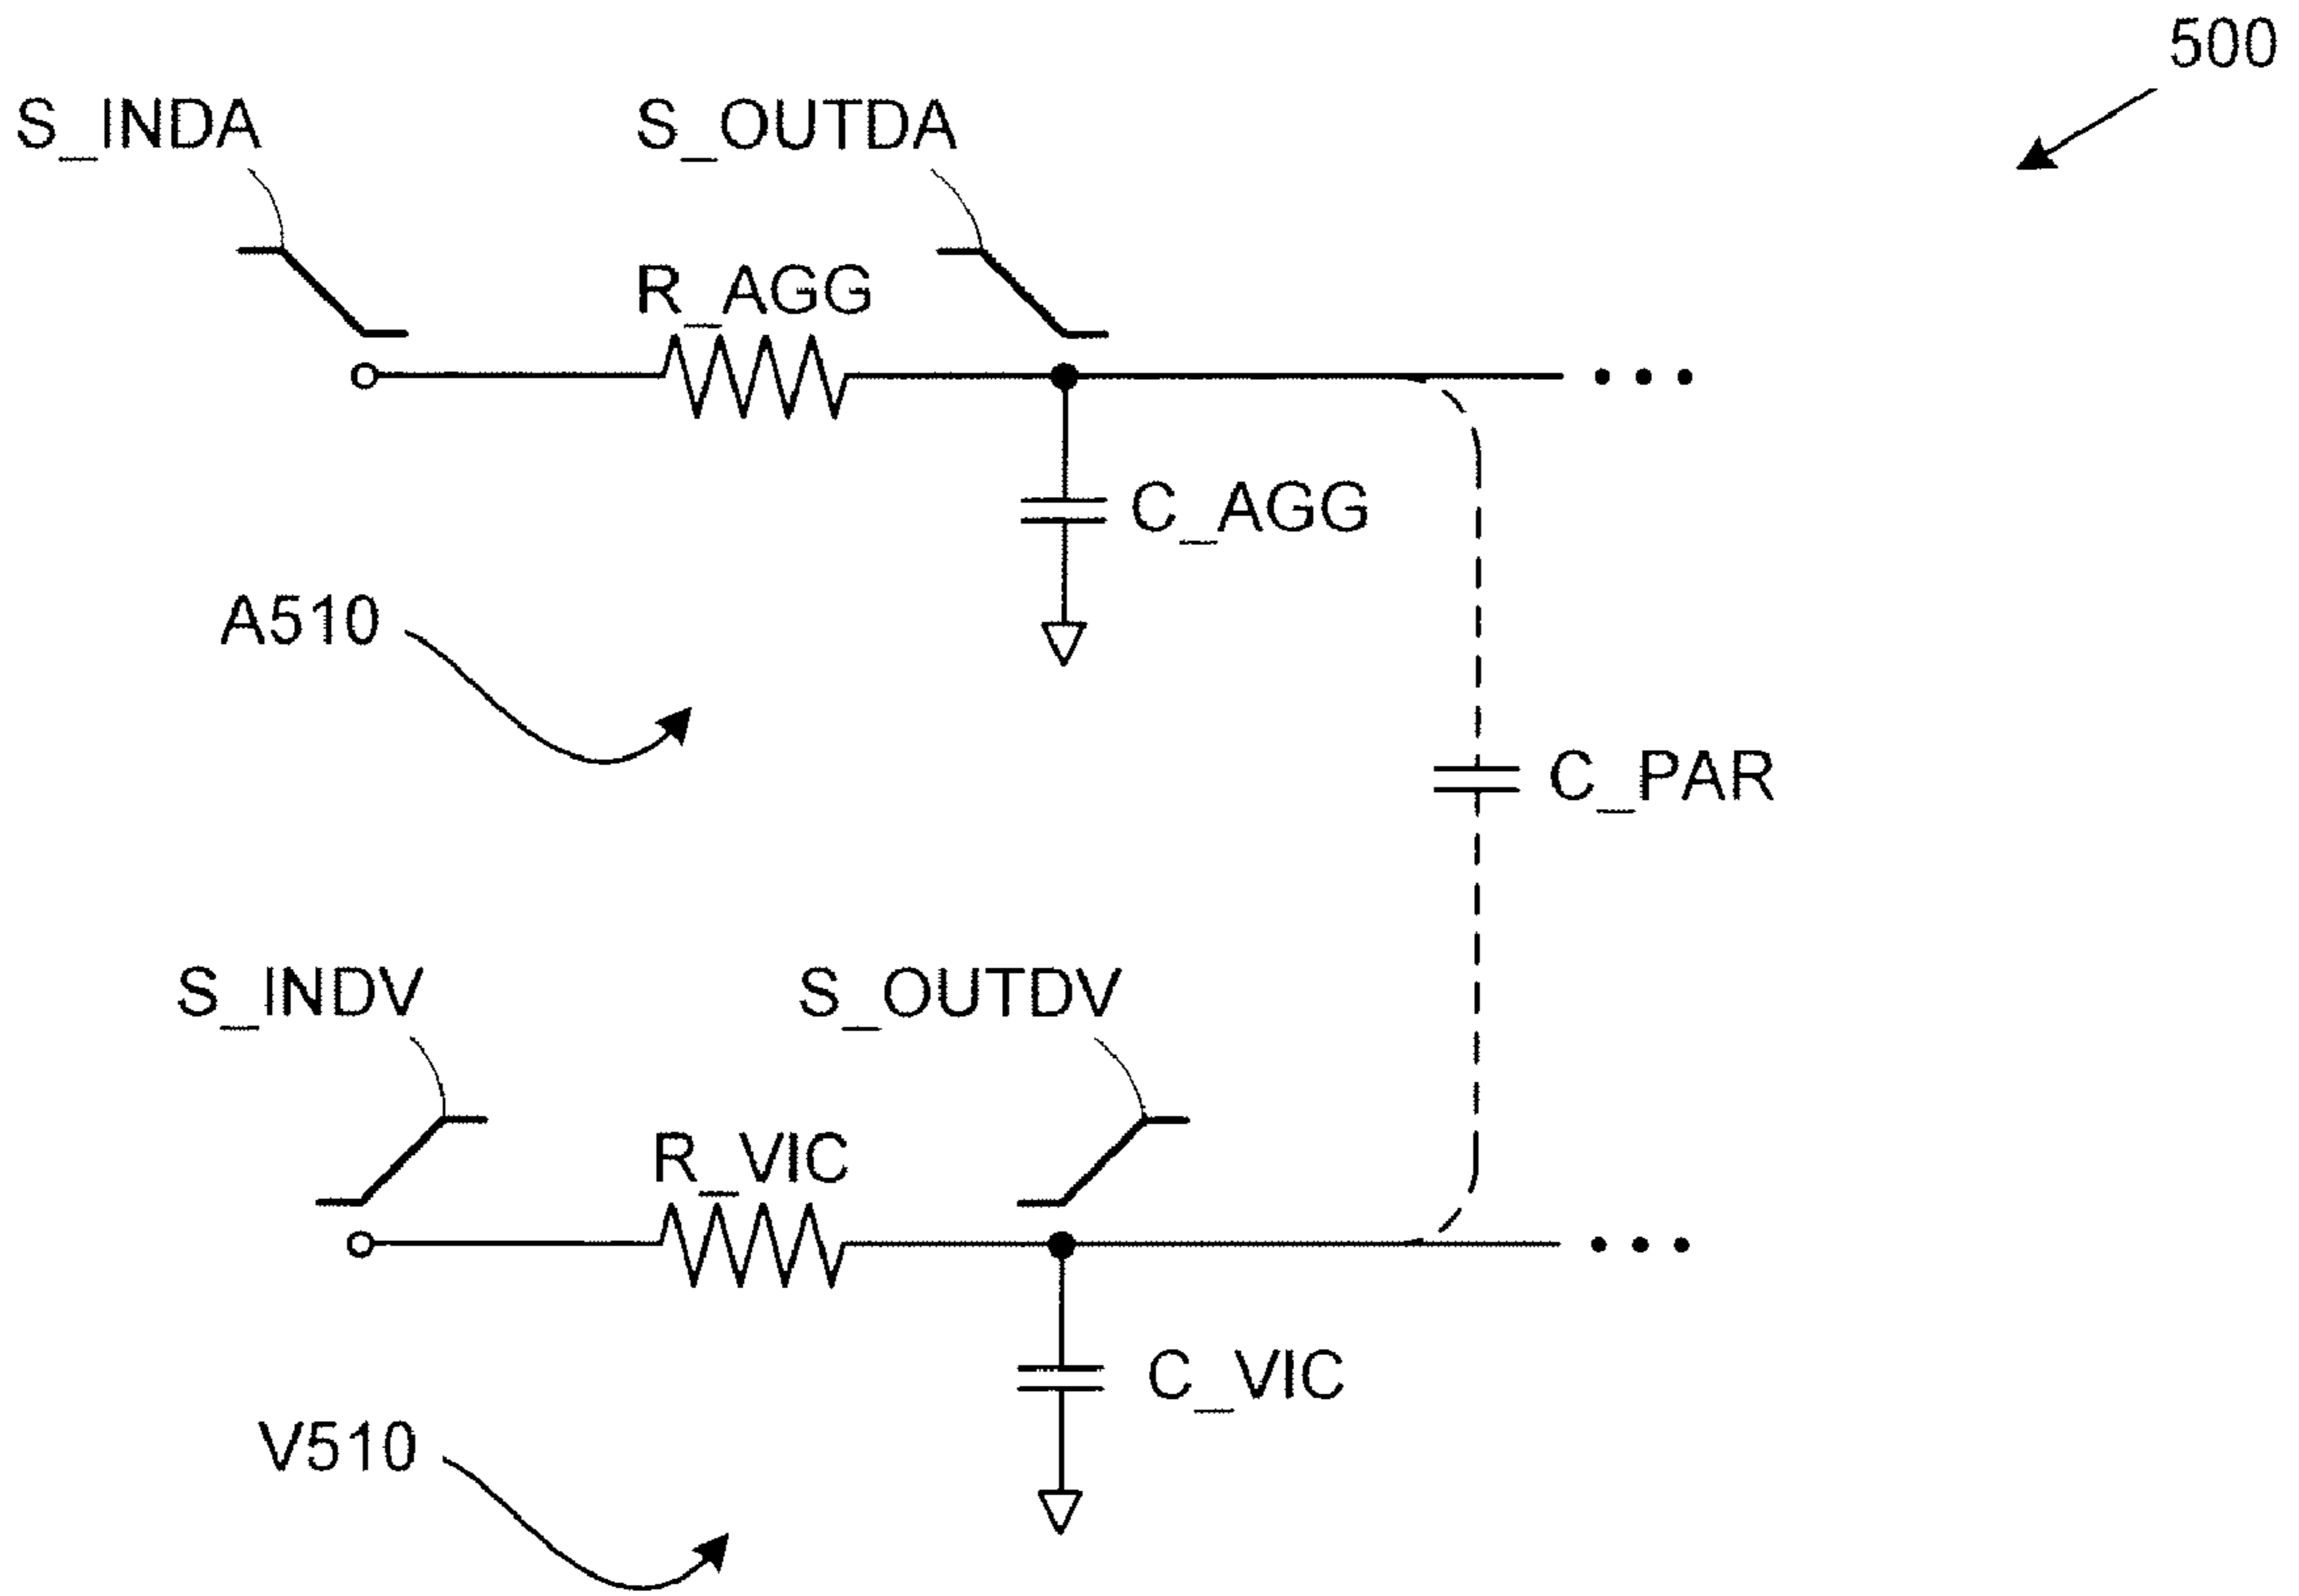 500
S_INDA
S_OUTDA
R_AGG
C_AGG
A510
C_PAR
S_INDV
S_OUTDV
R_VIC
C_VIC
V510